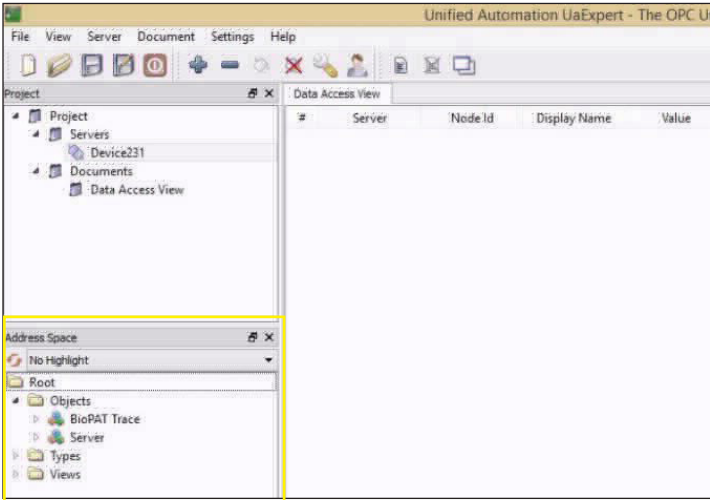 Unified Automation UaExpert - The OPC U
File View Server Document Settings Help
Project
Data Access View
Project
Servers
Device231
Documents
Data Access View
# Server Node Id Display Name Value
Address Space
No Highlight
Root
Objects
BioPAT Trace
Server
Types
Views